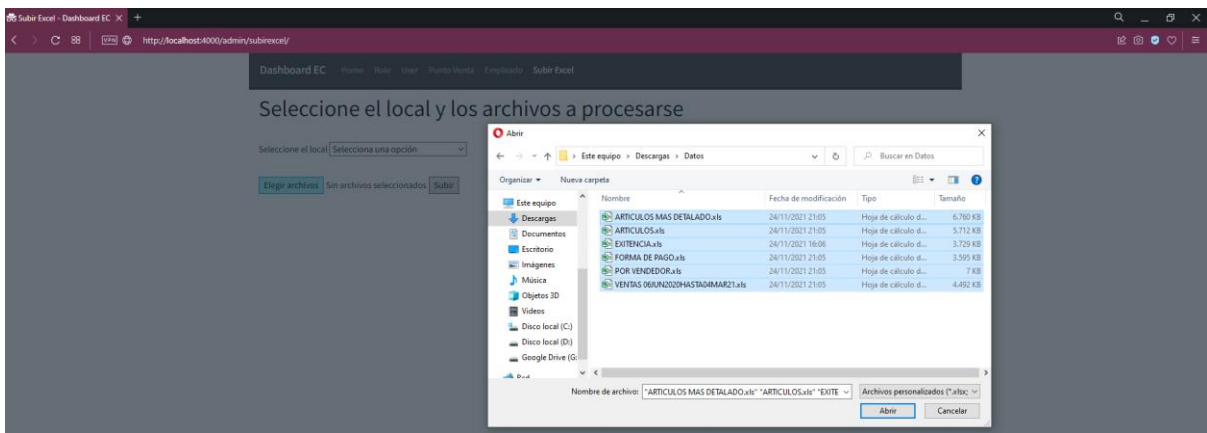 Subir Excel - Dashboard EC
VPN http://localhost:4000/admin/subirexcel/
Dashboard EC Home Role User Punto Venta Empleado Subir Excel
Seleccione el local y los archivos a procesarse
Seleccione el local Selecciona una opción
Elegir archivos Sin archivos seleccionados Subir
Abrir
Este equipo > Descargas > Datos
Buscar en Datos
Organizar Nueva carpeta
Nombre Fecha de modificación Tipo Tamaño
Este equipo
Descargas
Documentos
Escritorio
Imágenes
Música
Objetos 3D
Videos
Disco local (C:)
Disco local (D:)
Google Drive (G:
Red
ARTICULOS MAS DETALADO.xls 24/11/2021 21:05 Hoja de cálculo d... 6.760 KB
ARTICULOS.xls 24/11/2021 21:05 Hoja de cálculo d... 5.712 KB
EXITENCIA.xls 24/11/2021 16:06 Hoja de cálculo d... 3.729 KB
FORMA DE PAGO.xls 24/11/2021 21:05 Hoja de cálculo d... 3.595 KB
POR VENDEDOR.xls 24/11/2021 21:05 Hoja de cálculo d... 7 KB
VENTAS 06JUN2020HASTA04MAR21.xls 24/11/2021 21:05 Hoja de cálculo d... 4.492 KB
Nombre de archivo: "ARTICULOS MAS DETALADO.xls" "ARTICULOS.xls" "EXITE
Archivos personalizados (*.xlsx;
Abrir Cancelar